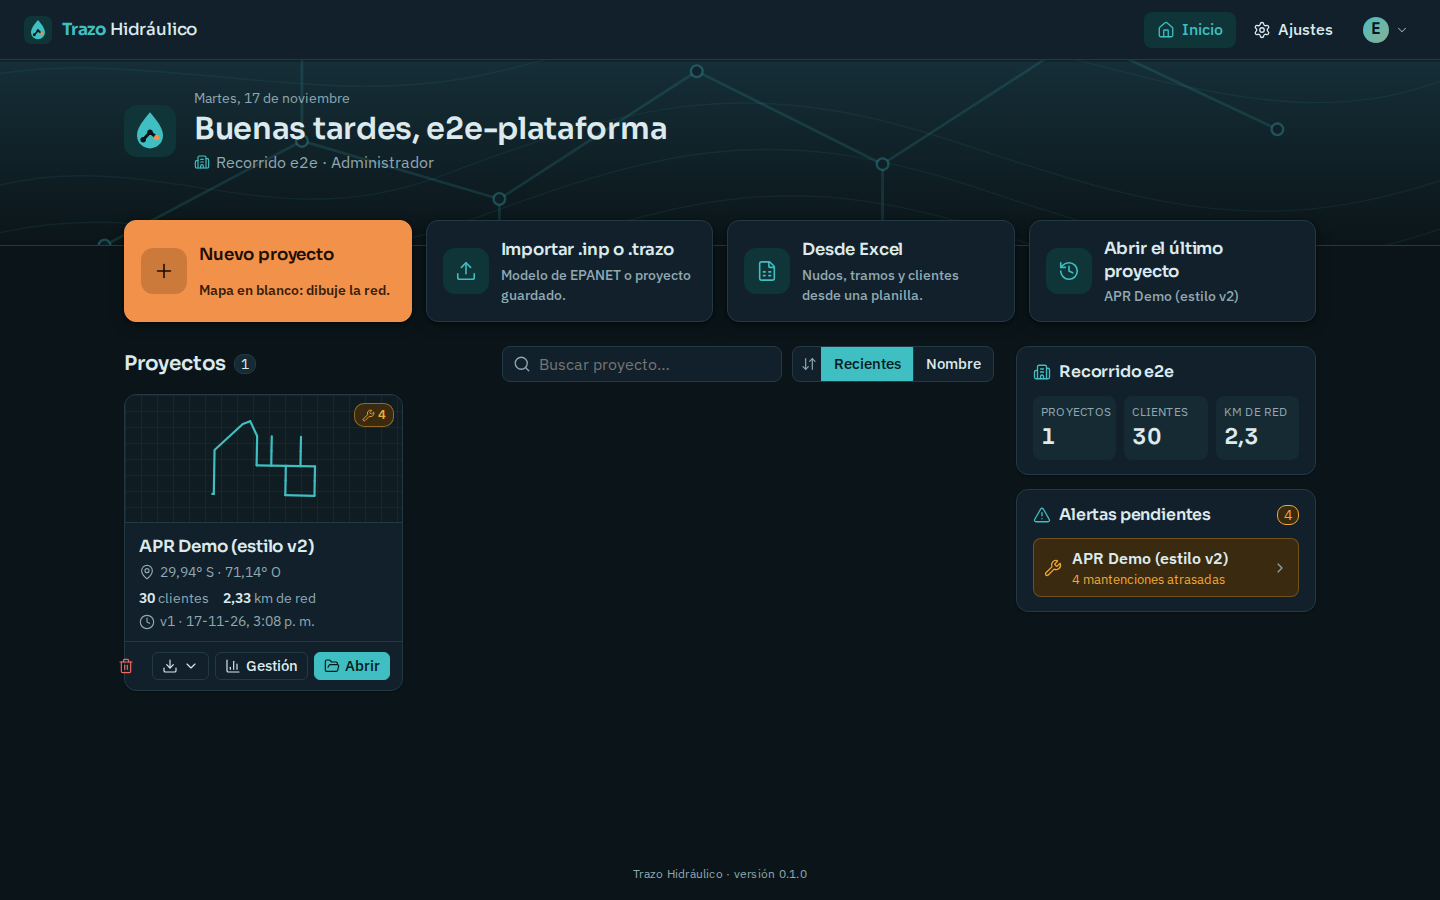 Trazo Hidráulico
Inicio
Ajustes
E
Martes, 17 de noviembre
Buenas tardes, e2e-plataforma
Recorrido e2e · Administrador
Nuevo proyecto
Mapa en blanco: dibuje la red.
Importar .inp o .trazo
Modelo de EPANET o proyecto
guardado.
Desde Excel
Nudos, tramos y clientes
desde una planilla.
Abrir el último
proyecto
APR Demo (estilo v2)
Proyectos 1
Buscar proyecto...
Recientes
Nombre
4
APR Demo (estilo v2)
29,94° S · 71,14° O
30 clientes 2,33 km de red
v1 · 17-11-26, 3:08 p. m.
Gestión
Abrir
Recorrido e2e
PROYECTOS
1
CLIENTES
30
KM DE RED
2,3
Alertas pendientes
4
APR Demo (estilo v2)
4 mantenciones atrasadas
Trazo Hidráulico · versión 0.1.0